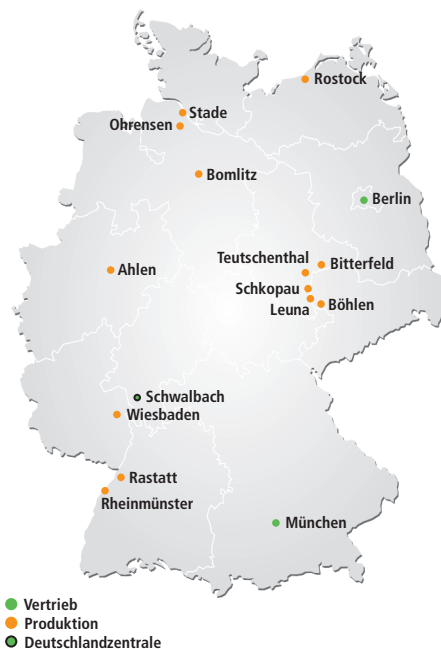 Rostock
Stade
Ohrensen
Bomlitz
Berlin
Teutschenthal
Bitterfeld
Ahlen
Schkopau
Leuna
Böhlen
Schwalbach
Wiesbaden
Rastatt
Rheinmünster
München
Vertrieb
Produktion
Deutschlandzentrale